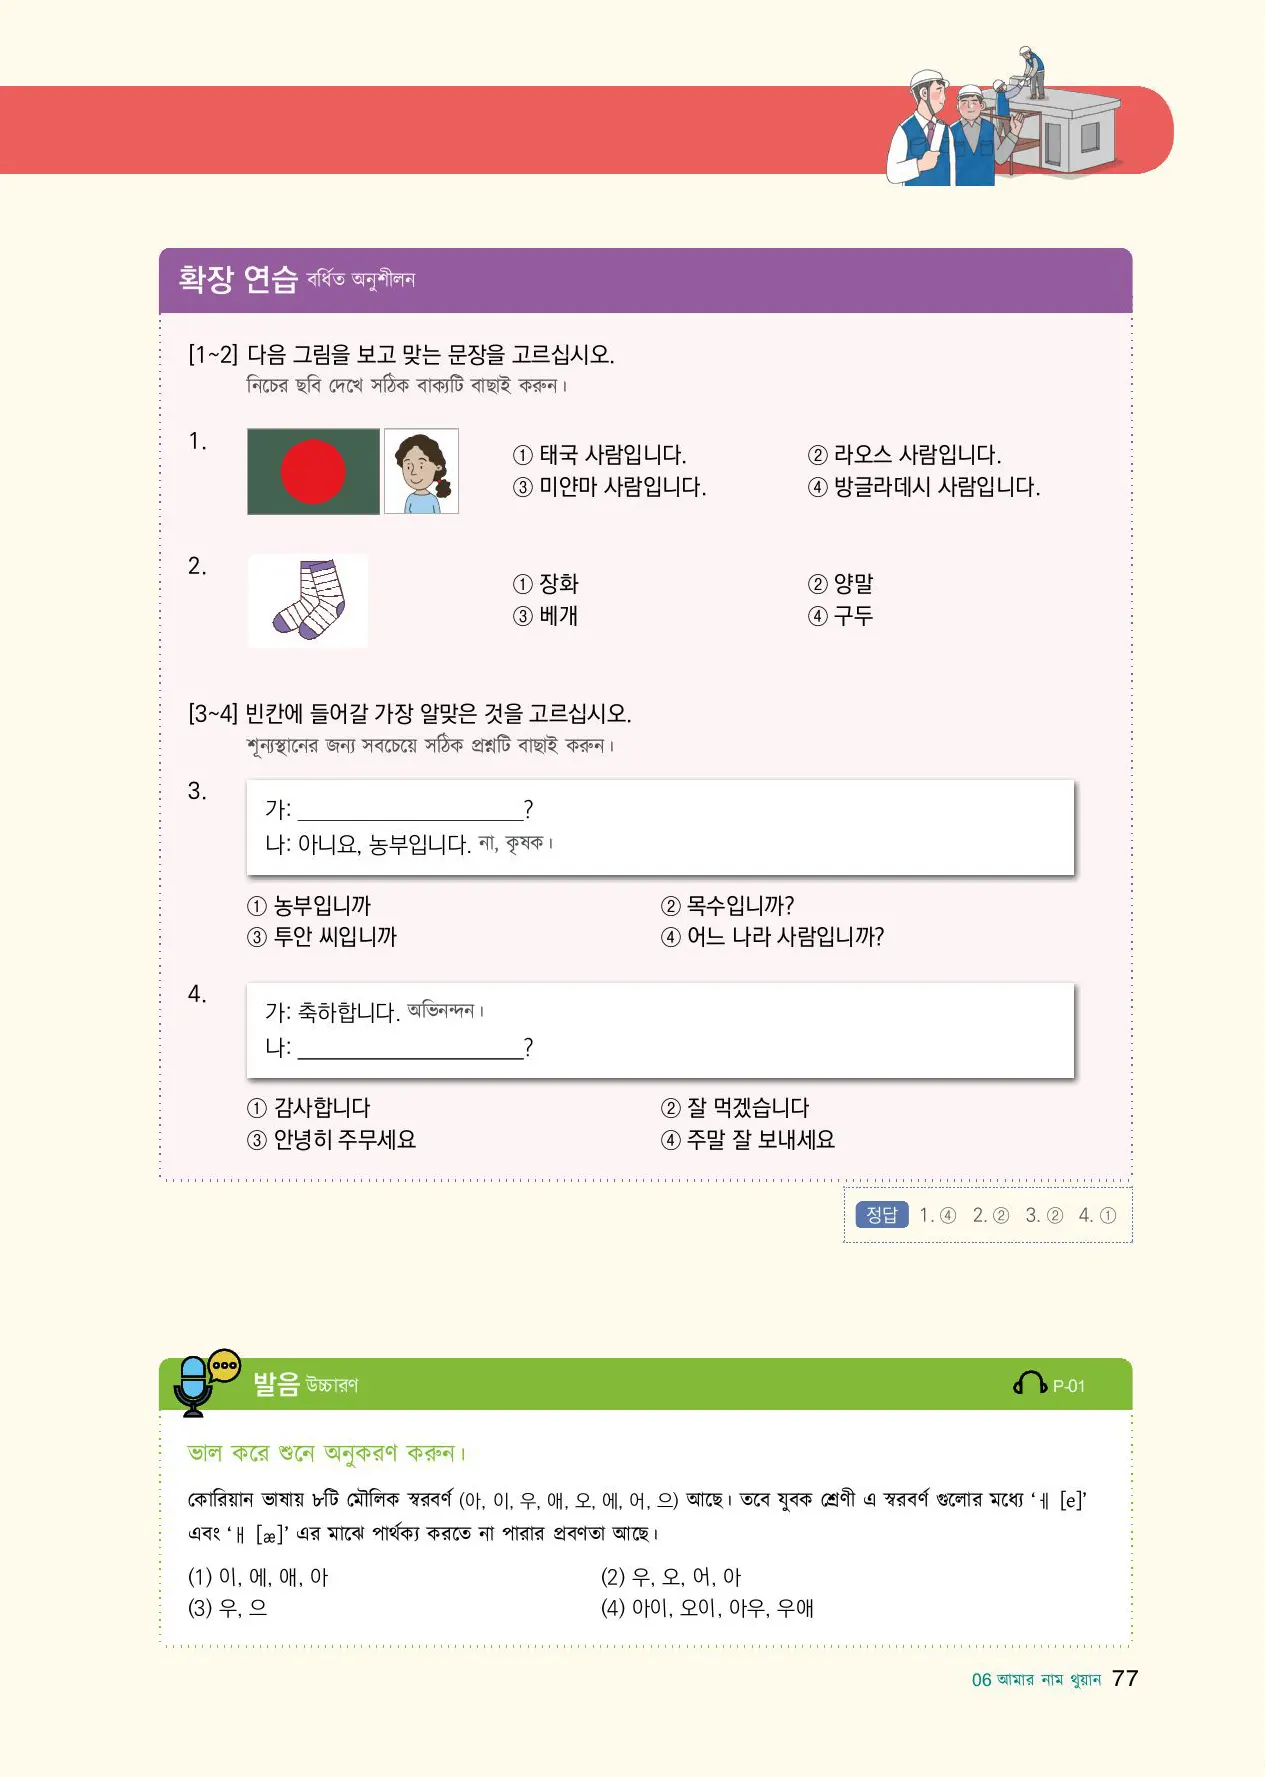 확장 연습 বর্ধিত অনুশীলন
[1~2] 다음 그림을 보고 맞는 문장을 고르십시오.
নিচের ছবি দেখে সঠিক বাক্যটি বাছাই করুন।
1.
① 태국 사람입니다. ② 라오스 사람입니다.
③ 미얀마 사람입니다. ④ 방글라데시 사람입니다.
2.
① 장화 ② 양말
③ 베개 ④ 구두
[3~4] 빈칸에 들어갈 가장 알맞은 것을 고르십시오.
শূন্যস্থানের জন্য সবচেয়ে সঠিক প্রশ্নটি বাছাই করুন।
3.
가: ____________________?
나: 아니요, 농부입니다. না, কৃষক।
① 농부입니까 ② 목수입니까?
③ 투안 씨입니까 ④ 어느 나라 사람입니까?
4.
가: 축하합니다. অভিনন্দন।
나: ____________________?
① 감사합니다 ② 잘 먹겠습니다
③ 안녕히 주무세요 ④ 주말 잘 보내세요
정답 1. ④ 2. ② 3. ② 4. ①
발음 উচ্চারণ P-01
ভাল করে শুনে অনুকরণ করুন।
কোরিয়ান ভাষায় ৮টি মৌলিক স্বরবর্ণ (아, 이, 우, 애, 오, 에, 어, 으) আছে। তবে যুবক শ্রেণী এ স্বরবর্ণ গুলোর মধ্যে ‘ㅔ [e]’
এবং ‘ㅐ [æ]’ এর মাঝে পার্থক্য করতে না পারার প্রবণতা আছে।
(1) 이, 에, 애, 아 (2) 우, 오, 어, 아
(3) 우, 으 (4) 아이, 오이, 아우, 우애
06 আমার নাম থুয়ান 77